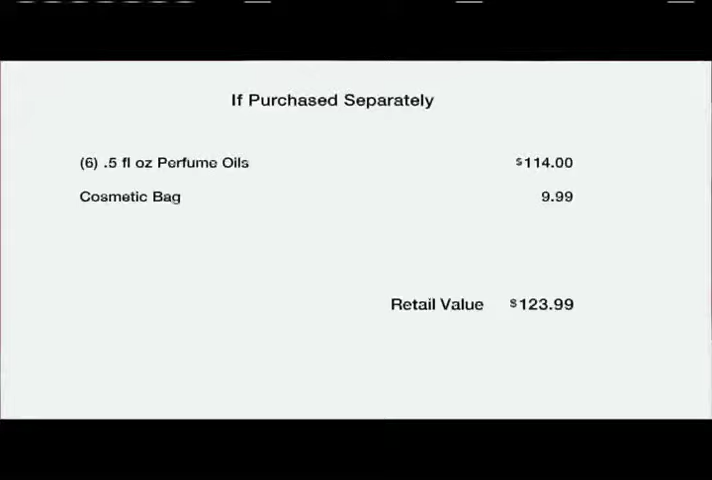 If Purchased Separately
(6) .5 fl oz Perfume Oils $114.00
Cosmetic Bag 9.99
Retail Value $123.99